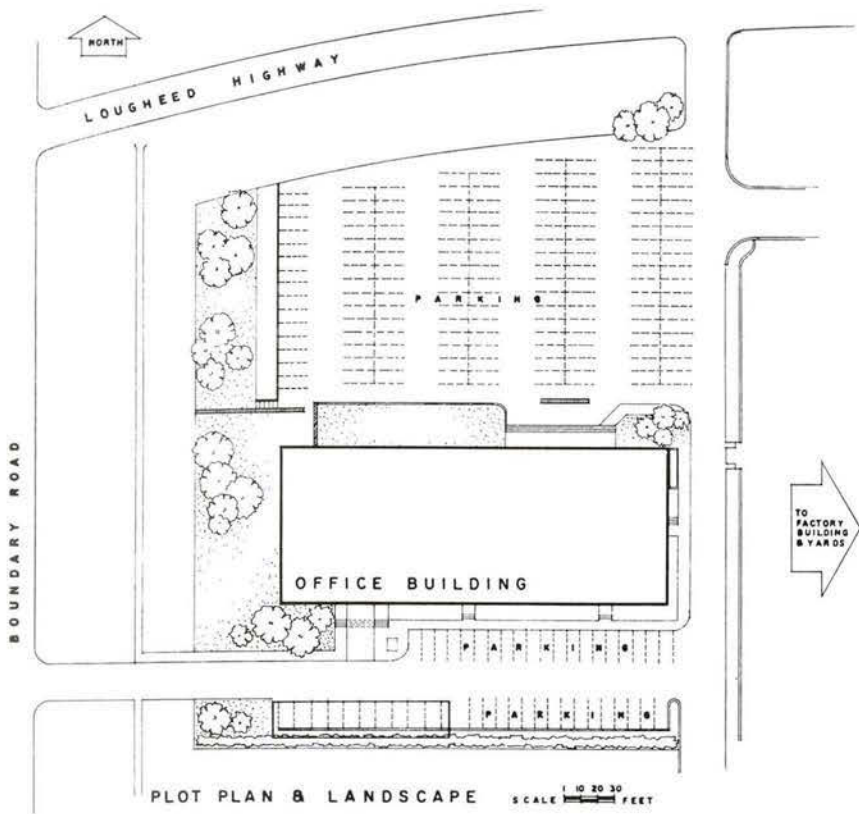 NORTH
LOUGHEED HIGHWAY
PARKING
BOUNDARY ROAD
TO
FACTORY
BUILDING
& YARDS
OFFICE BUILDING
PARKING
PARKING
PLOT PLAN & LANDSCAPE
SCALE 1 10 20 30 FEET